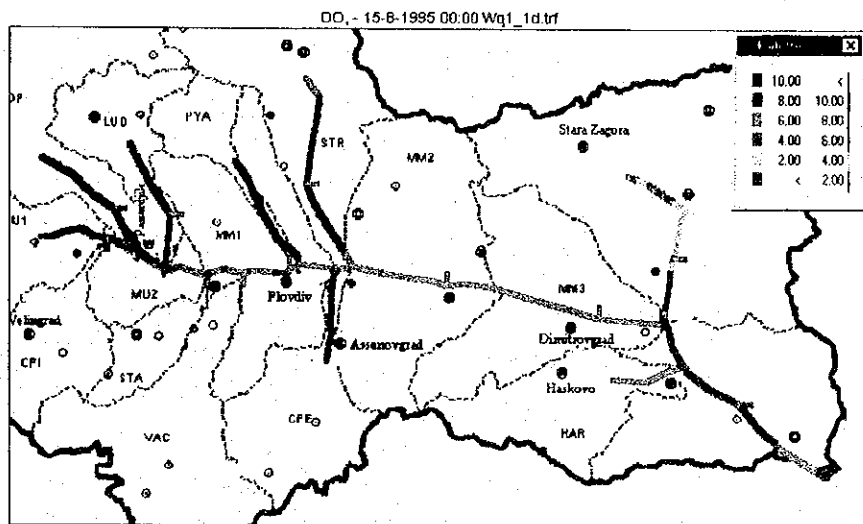 DO, - 15-8-1995 00:00 Wq1_1d.trf
10.00 <
8.00 10.00
6.00 8.00
4.00 6.00
2.00 4.00
< 2.00
LUD
PYA
STR
MM2
Stara Zagora
MM1
MU2
Plovdiv
MM3
Velingrad
CPI
STA
Assenovgrad
Dimitrovgrad
Haskovo
VAC
CPE
HAR